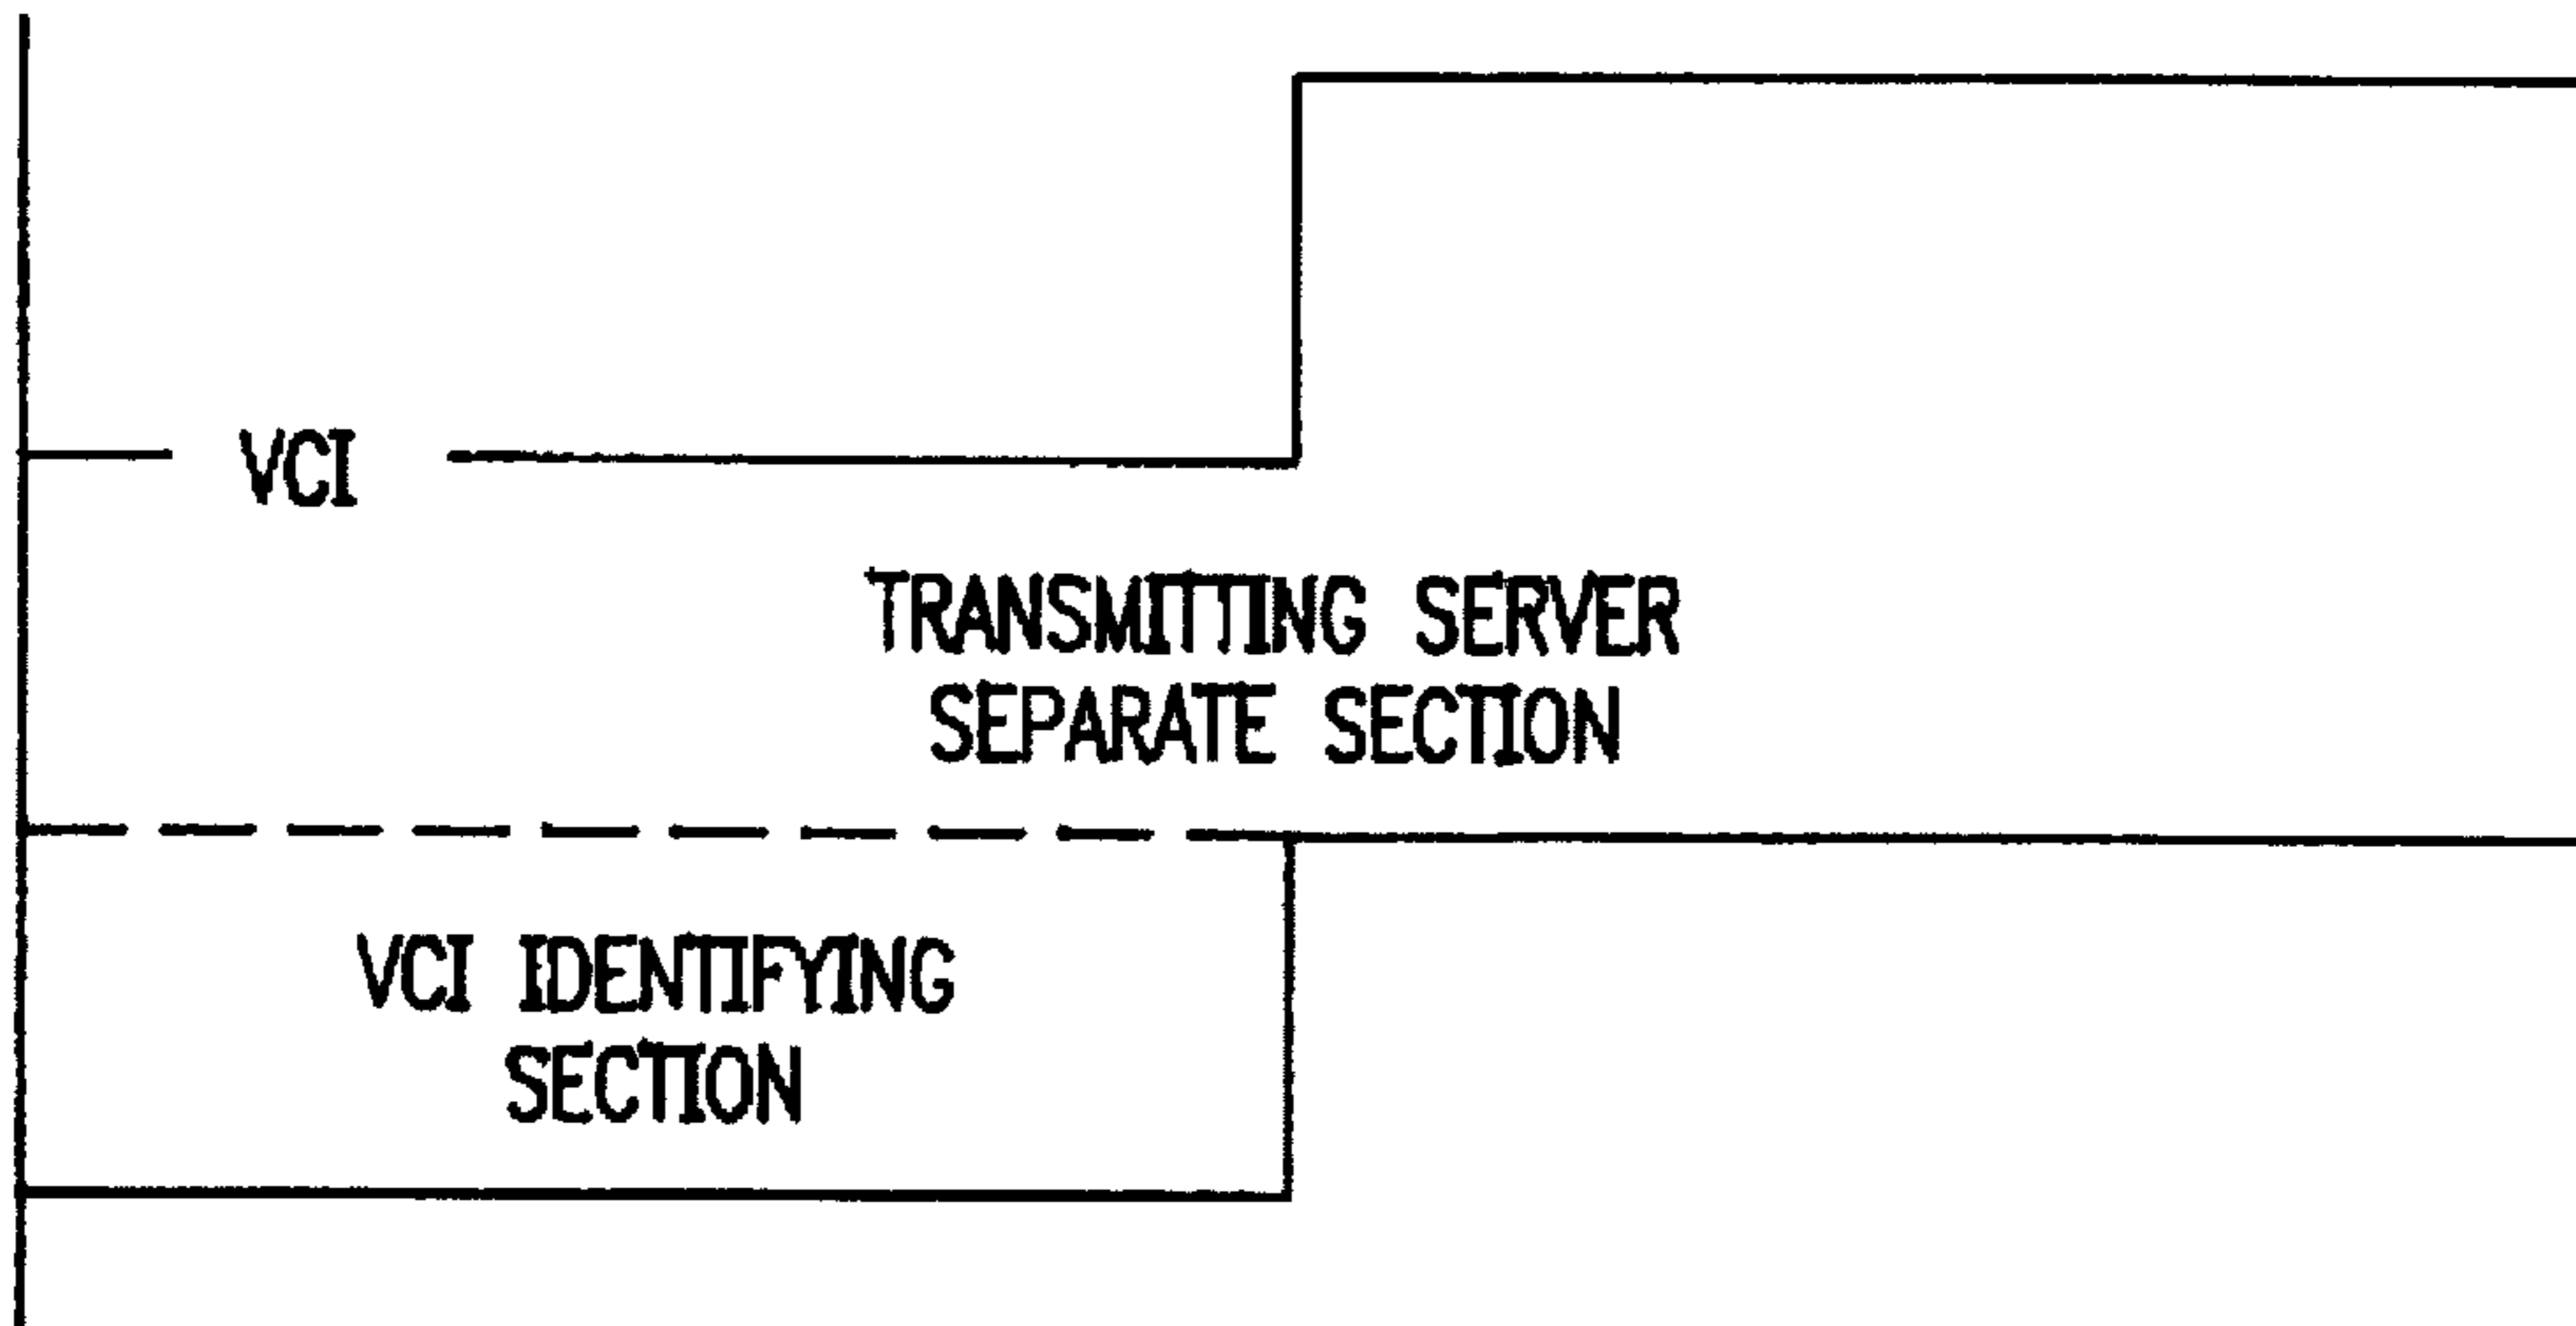 VCI
TRANSMITTING SERVER
SEPARATE SECTION
VCI IDENTIFYING
SECTION